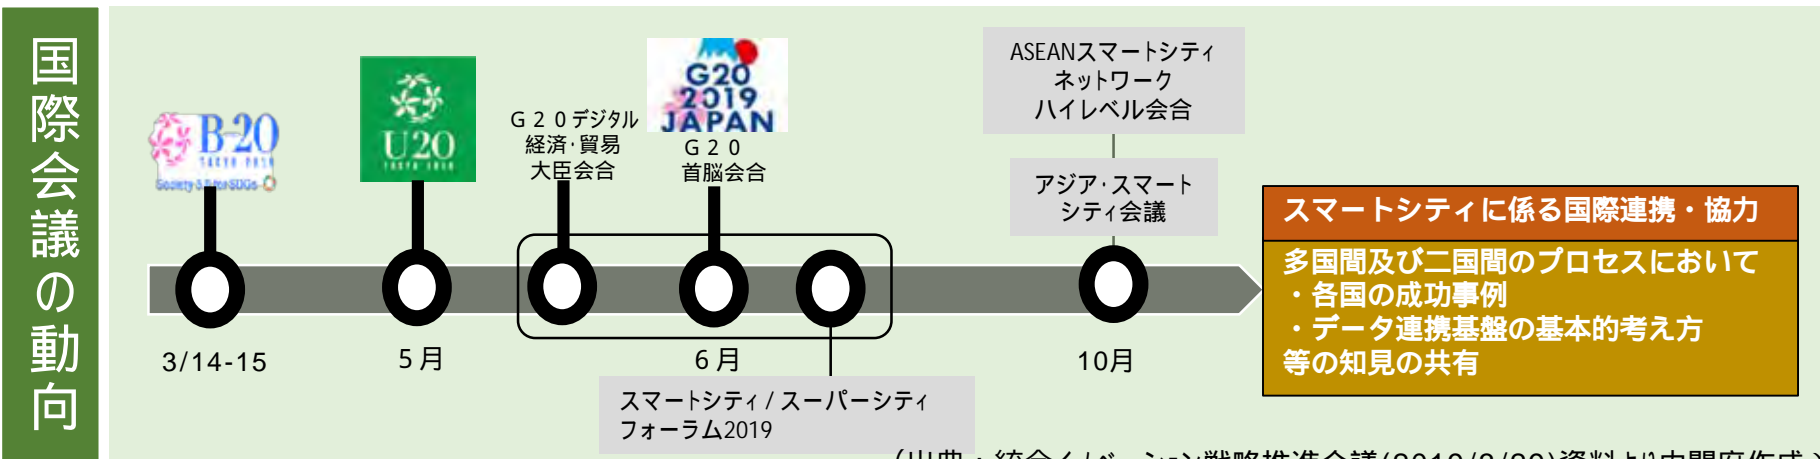 国際会議の動向
B-20
TOKYO 2019
Society 5.0 for SDGs
U20
TOKYO 2019
G20デジタル
経済・貿易
大臣会合
G20
2019
JAPAN
G20
首脳会合
ASEANスマートシティ
ネットワーク
ハイレベル会合
アジア・スマート
シティ会議
3/14-15
5月
6月
10月
スマートシティ/スーパーシティ
フォーラム2019
スマートシティに係る国際連携・協力
多国間及び二国間のプロセスにおいて
・各国の成功事例
・データ連携基盤の基本的考え方
等の知見の共有